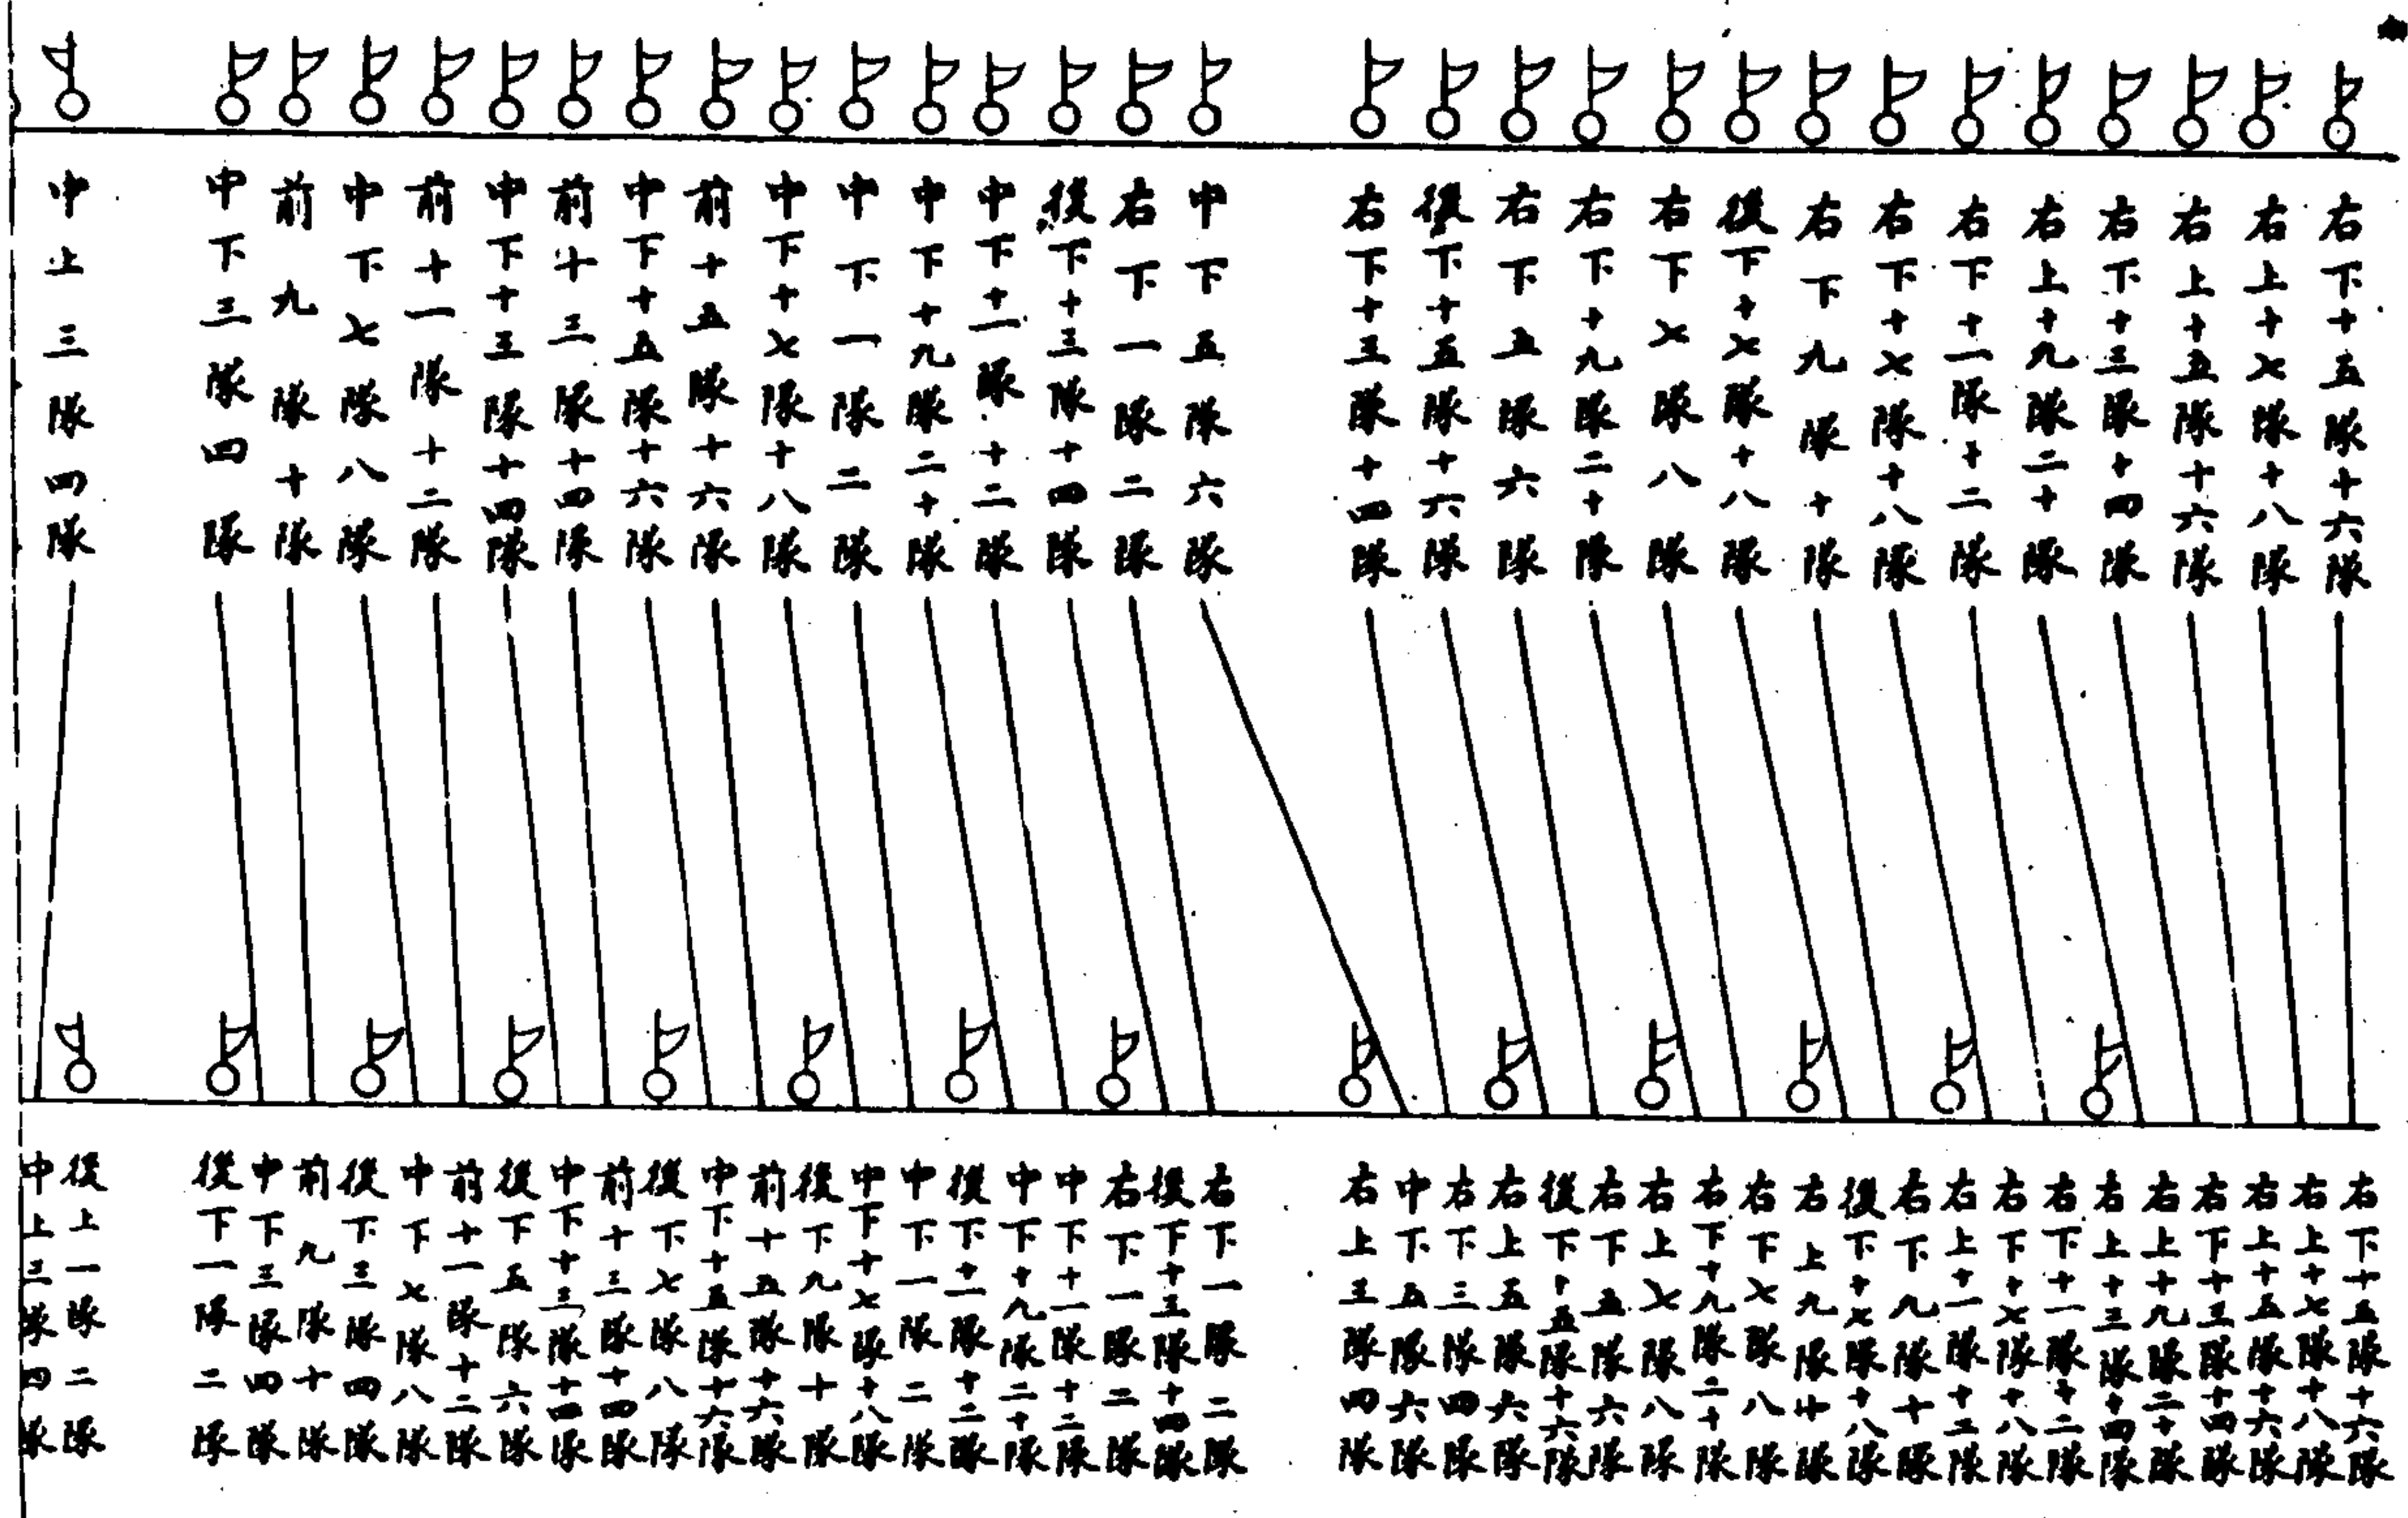 右下十五隊十六隊
右上十七隊十八隊
右上十五隊十六隊
右下十三隊十四隊
右上十九隊二十隊
右下十一隊十二隊
右下十七隊十八隊
右下九隊十隊
後下十七隊十八隊
右下七隊八隊
右下十九隊二十隊
右下五隊六隊
後下十五隊十六隊
右下十三隊十四隊
中下五隊六隊
右下一隊二隊
後下十三隊十四隊
中下十一隊十二隊
中下十九隊二十隊
中下一隊二隊
中下十七隊十八隊
前十五隊十六隊
中下十五隊十六隊
前十三隊十四隊
中下十三隊十四隊
前十一隊十二隊
中下七隊八隊
前九隊十隊
中下三隊四隊
中上三隊四隊
右下十五隊十六隊
右上十七隊十八隊
右上十五隊十六隊
右下十三隊十四隊
右上十九隊二十隊
右上十三隊十四隊
右下十一隊十二隊
右下十七隊十八隊
右上十一隊十二隊
右下九隊十隊
後下十七隊十八隊
右上九隊十隊
右下七隊八隊
右下十九隊二十隊
右上七隊八隊
右下五隊六隊
後下十五隊十六隊
右上五隊六隊
右下三隊四隊
中下五隊六隊
右上三隊四隊
右下一隊二隊
後下十三隊十四隊
右下一隊二隊
中下十一隊十二隊
中下十九隊二十隊
後下十一隊十二隊
中下一隊二隊
中下十七隊十八隊
後下九隊十隊
前十五隊十六隊
中下十五隊十六隊
後下七隊八隊
前十三隊十四隊
中下十三隊十四隊
後下五隊六隊
前十一隊十二隊
中下七隊八隊
後下三隊四隊
前九隊十隊
中下三隊四隊
後下一隊二隊
後上一隊二隊
中上三隊四隊